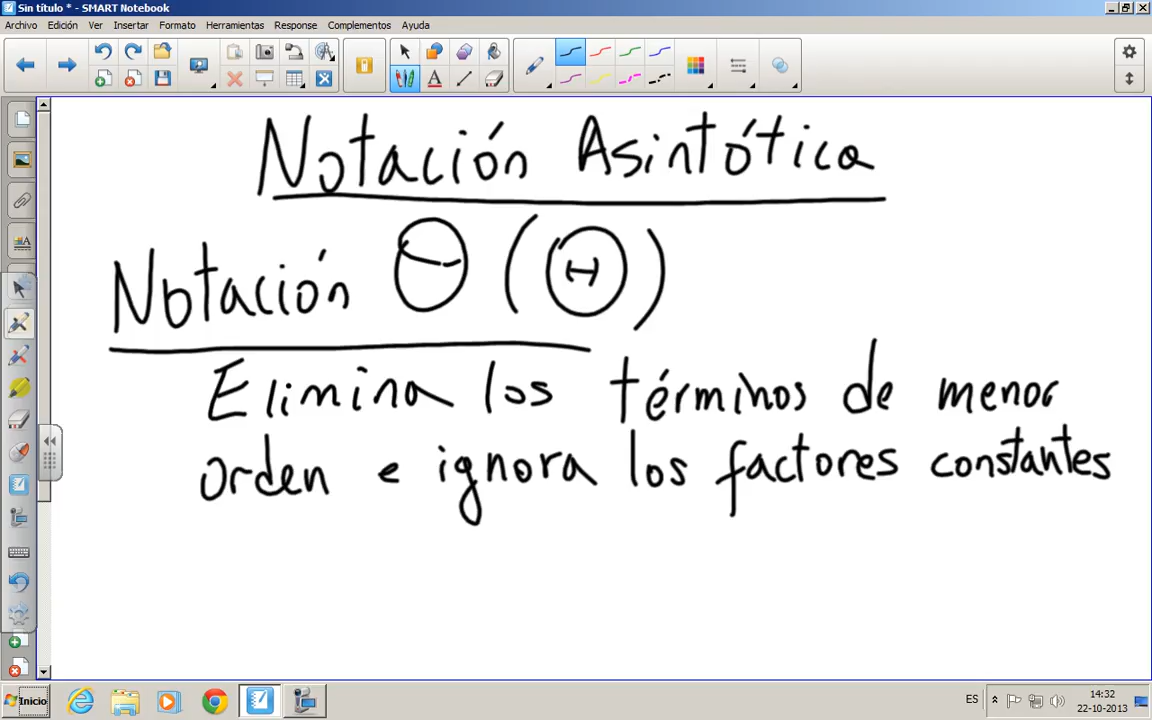 Sin título * - SMART Notebook
Archivo Edición Ver Insertar Formato Herramientas Response Complementos Ayuda
Notación Asintótica
Notación Θ (Θ)
Elimina los términos de menor
orden e ignora los factores constantes
Inicio
ES
14:32
22-10-2013